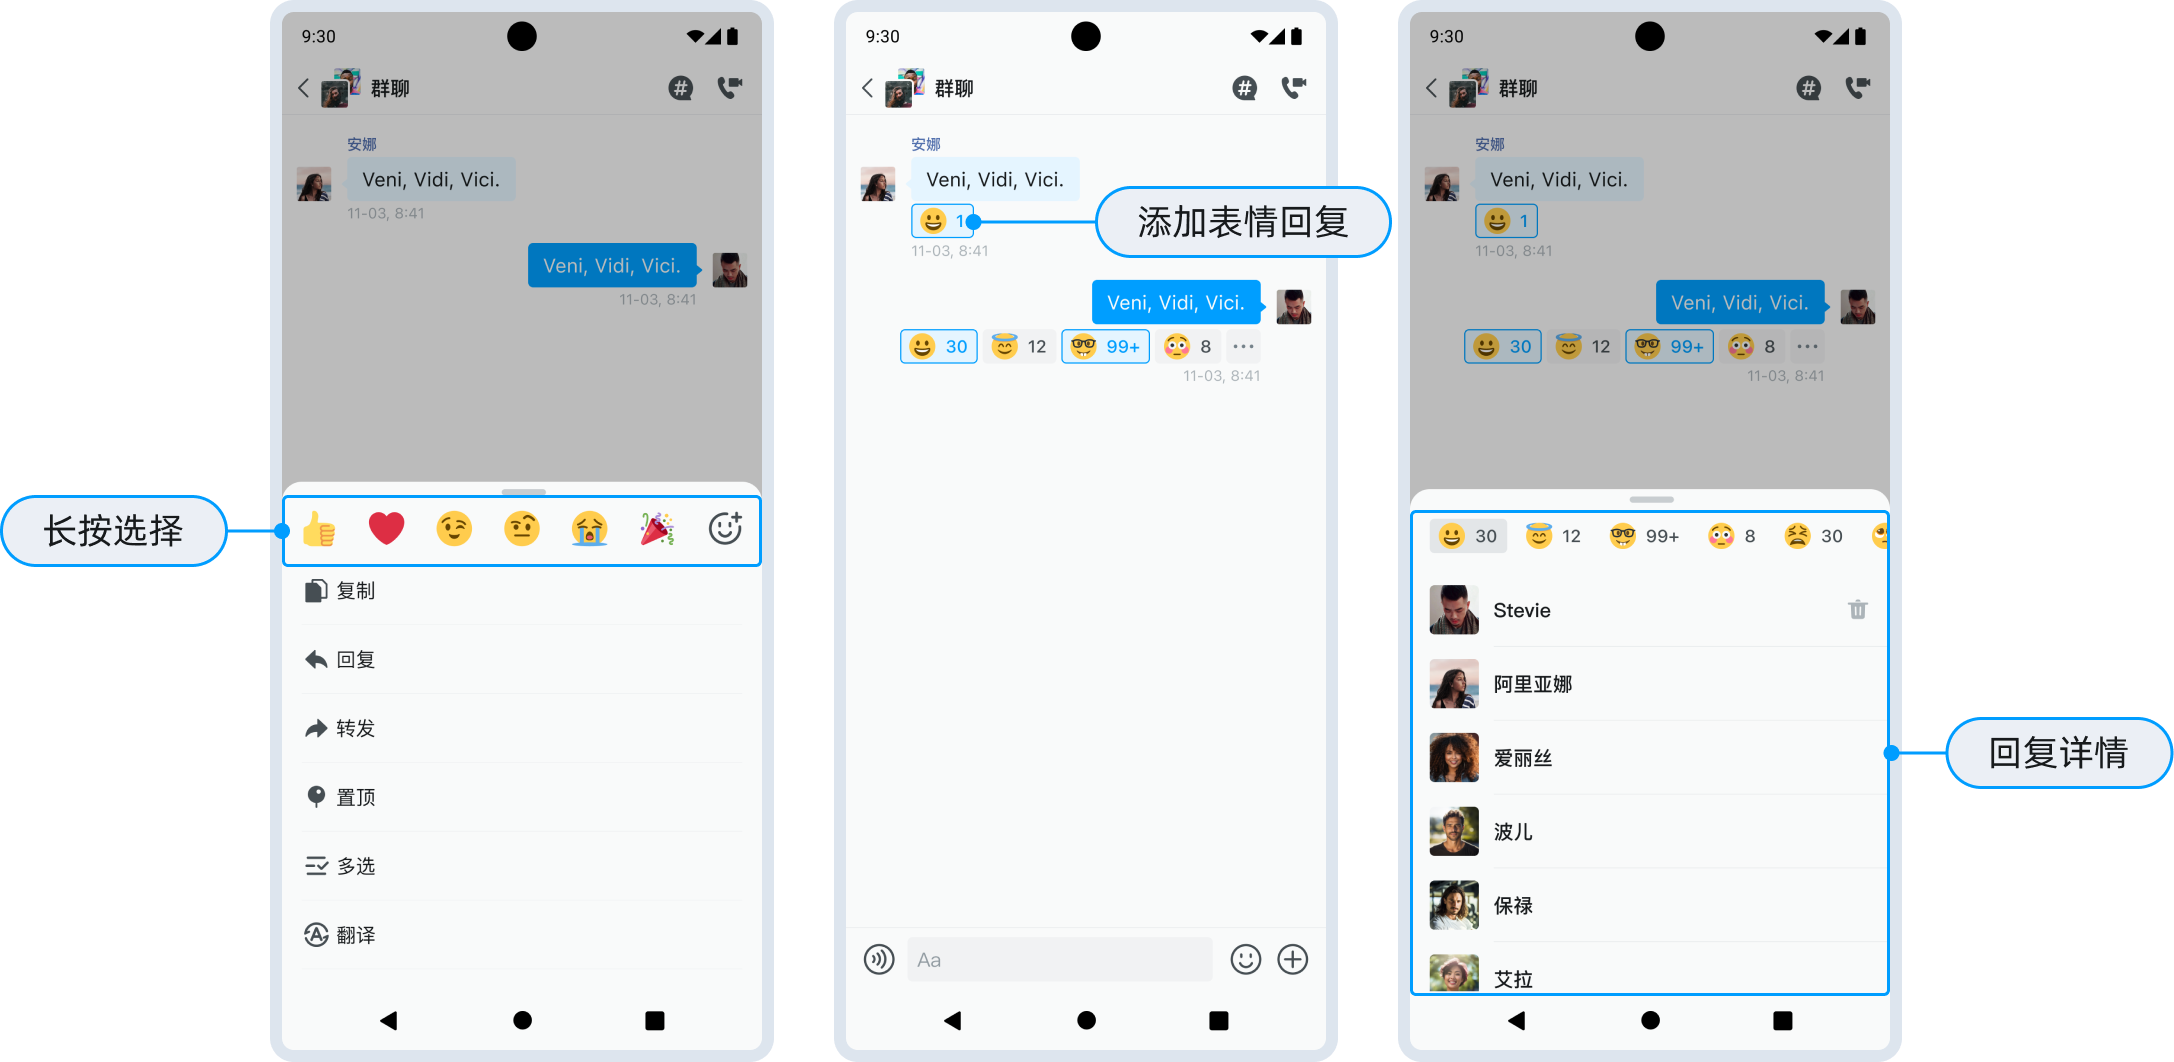 9:30
群聊
安娜
Veni, Vidi, Vici.
11-03, 8:41
Veni, Vidi, Vici.
11-03, 8:41
长按选择
复制
回复
转发
置顶
多选
翻译
9:30
群聊
安娜
Veni, Vidi, Vici.
1
添加表情回复
11-03, 8:41
Veni, Vidi, Vici.
30 12 99+ 8 ···
11-03, 8:41
Aa
9:30
群聊
安娜
Veni, Vidi, Vici.
1
11-03, 8:41
Veni, Vidi, Vici.
30 12 99+ 8 ···
11-03, 8:41
30 12 99+ 8 30
Stevie
阿里亚娜
爱丽丝
回复详情
波儿
保禄
艾拉